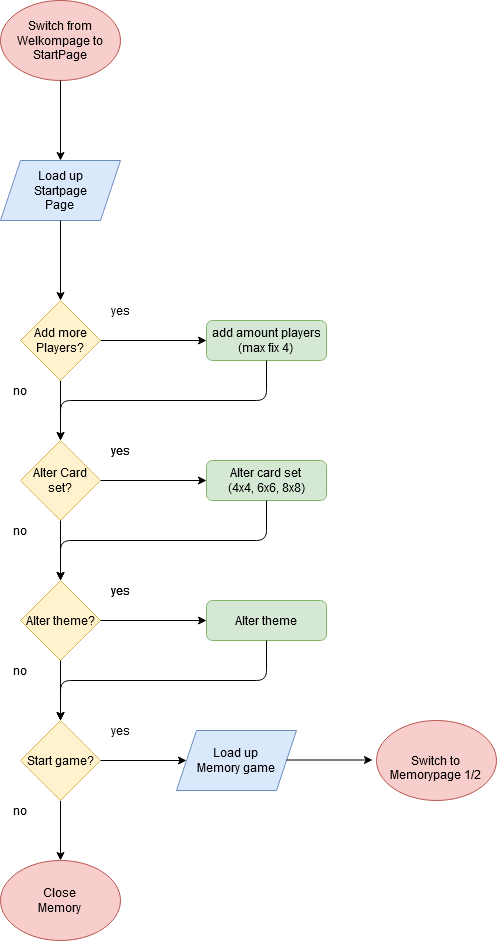 Switch from
Welkompage to
StartPage
Load up
Startpage
Page
yes
Add more
Players?
add amount players
(max fix 4)
no
yes
Alter Card
set?
Alter card set
(4x4, 6x6, 8x8)
no
yes
Alter theme?
Alter theme
no
yes
Start game?
Load up
Memory game
Switch to
Memorypage 1/2
no
Close
Memory